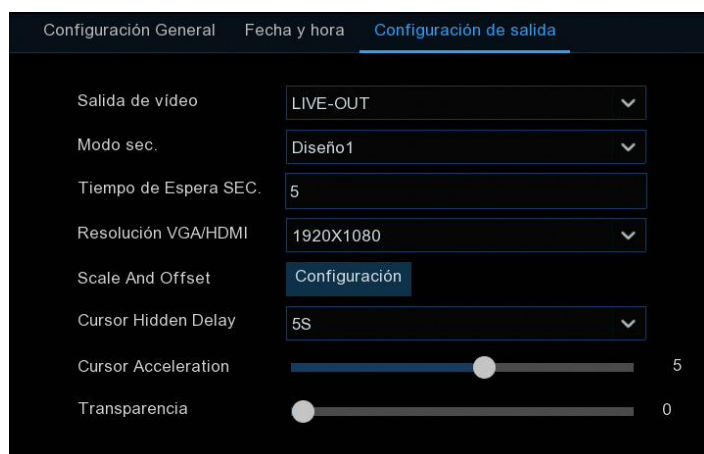 Configuración General Fecha y hora Configuración de salida
Salida de vídeo LIVE-OUT
Modo sec. Diseño1
Tiempo de Espera SEC. 5
Resolución VGA/HDMI 1920X1080
Scale And Offset Configuración
Cursor Hidden Delay 5S
Cursor Acceleration 5
Transparencia 0